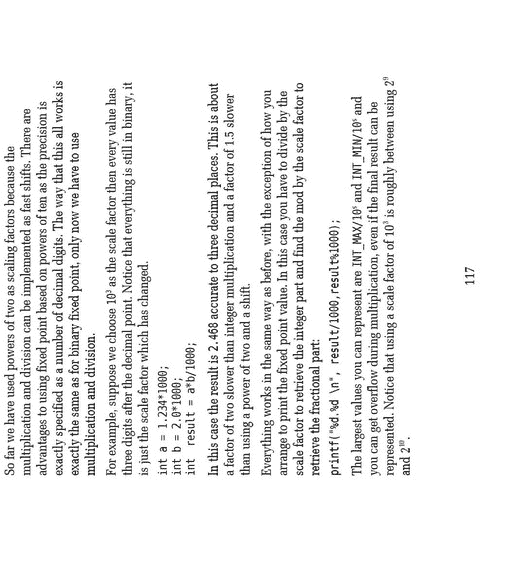 So far we have used powers of two as scaling factors because the
multiplication and division can be implemented as fast shifts. There are
advantages to using fixed point based on powers of ten as the precision is
exactly specified as a number of decimal digits. The way that this all works is
exactly the same as for binary fixed point, only now we have to use
multiplication and division.
For example, suppose we choose 10³ as the scale factor then every value has
three digits after the decimal point. Notice that everything is still in binary, it
is just the scale factor which has changed.
int a = 1.234*1000;
int b = 2.0*1000;
int  result = a*b/1000;
In this case the result is 2.468 accurate to three decimal places. This is about
a factor of two slower than integer multiplication and a factor of 1.5 slower
than using a power of two and a shift.
Everything works in the same way as before, with the exception of how you
arrange to print the fixed point value. In this case you have to divide by the
scale factor to retrieve the integer part and find the mod by the scale factor to
retrieve the fractional part:
printf("%d.%d \n", result/1000,result%1000);
The largest values you can represent are INT_MAX/10ˢ and INT_MIN/10ˢ and
you can get overflow during multiplication, even if the final result can be
represented. Notice that using a scale factor of 10³ is roughly between using 2⁹
and 2¹⁰.
117